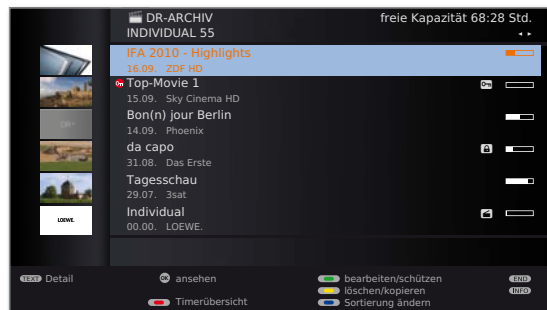 DR-ARCHIV freie Kapazität 68:28 Std.
INDIVIDUAL 55
IFA 2010 - Highlights
16.09. ZDF HD
Top-Movie 1
15.09. Sky Cinema HD
DR+
Bon(n) jour Berlin
14.09. Phoenix
da capo
31.08. Das Erste
Tagesschau
29.07. 3sat
Individual
LOEWE.
00.00. LOEWE.
TEXT Detail OK ansehen bearbeiten/schützen END
löschen/kopieren INFO
Timerübersicht Sortierung ändern